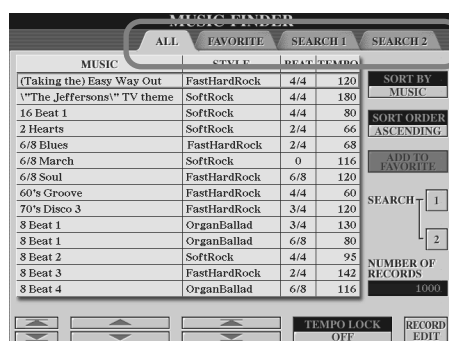 MUSIC FINDER
ALL FAVORITE SEARCH 1 SEARCH 2
MUSIC STYLE BEAT TEMPO
(Taking the) Easy Way Out FastHardRock 4/4 120
\"The Jeffersons\" TV theme SoftRock 4/4 180
16 Beat 1 SoftRock 4/4 80
2 Hearts SoftRock 2/4 66
6/8 Blues FastHardRock 2/4 68
6/8 March SoftRock 0 116
6/8 Soul FastHardRock 6/8 120
60's Groove FastHardRock 4/4 60
70's Disco 3 FastHardRock 3/4 120
8 Beat 1 OrganBallad 3/4 130
8 Beat 1 OrganBallad 6/8 80
8 Beat 2 SoftRock 4/4 95
8 Beat 3 FastHardRock 2/4 142
8 Beat 4 OrganBallad 6/8 116
SORT BY
MUSIC
SORT ORDER
ASCENDING
ADD TO
FAVORITE
SEARCH 1
2
NUMBER OF
RECORDS
1000
TEMPO LOCK
OFF
RECORD
EDIT